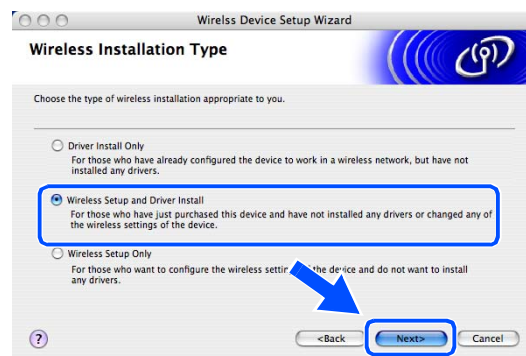 Wirelss Device Setup Wizard
Wireless Installation Type
Choose the type of wireless installation appropriate to you.
Driver Install Only
For those who have already configured the device to work in a wireless network, but have not
installed any drivers.
Wireless Setup and Driver Install
For those who have just purchased this device and have not installed any drivers or changed any of
the wireless settings of the device.
Wireless Setup Only
For those who want to configure the wireless the device and do not want to install
any drivers.
?
<Back
Next>
Cancel